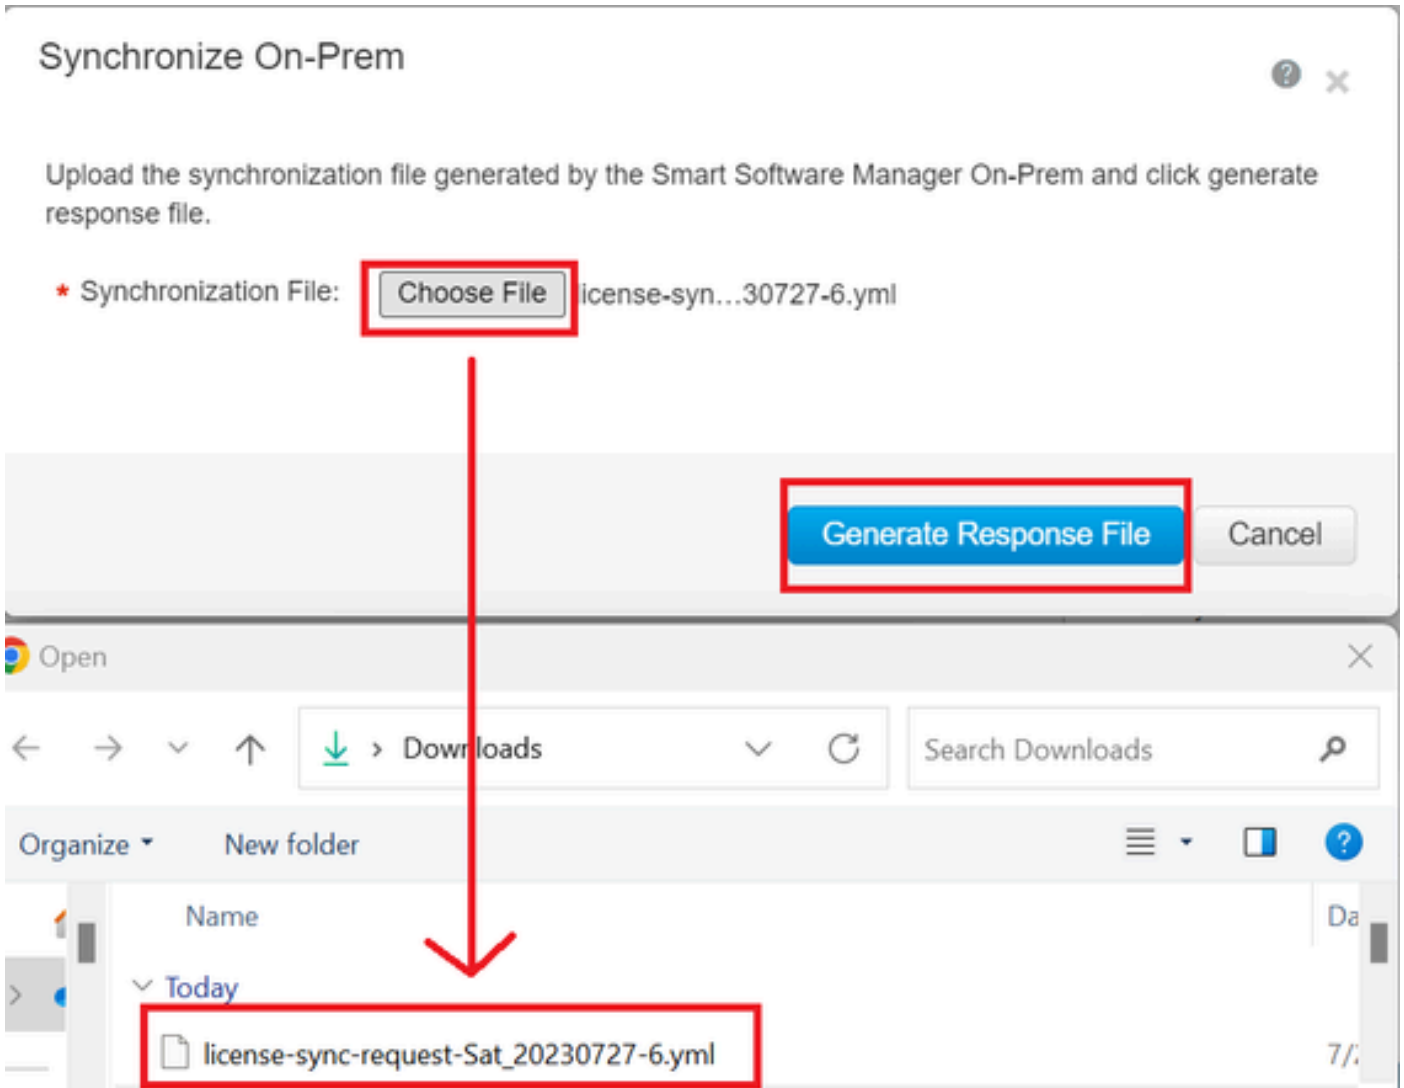 Synchronize On-Prem
Upload the synchronization file generated by the Smart Software Manager On-Prem and click generate
response file.
* Synchronization File: Choose File license-syn...30727-6.yml
Generate Response File Cancel
Open
Downloads Search Downloads
Organize New folder
Name
Today
license-sync-request-Sat_20230727-6.yml